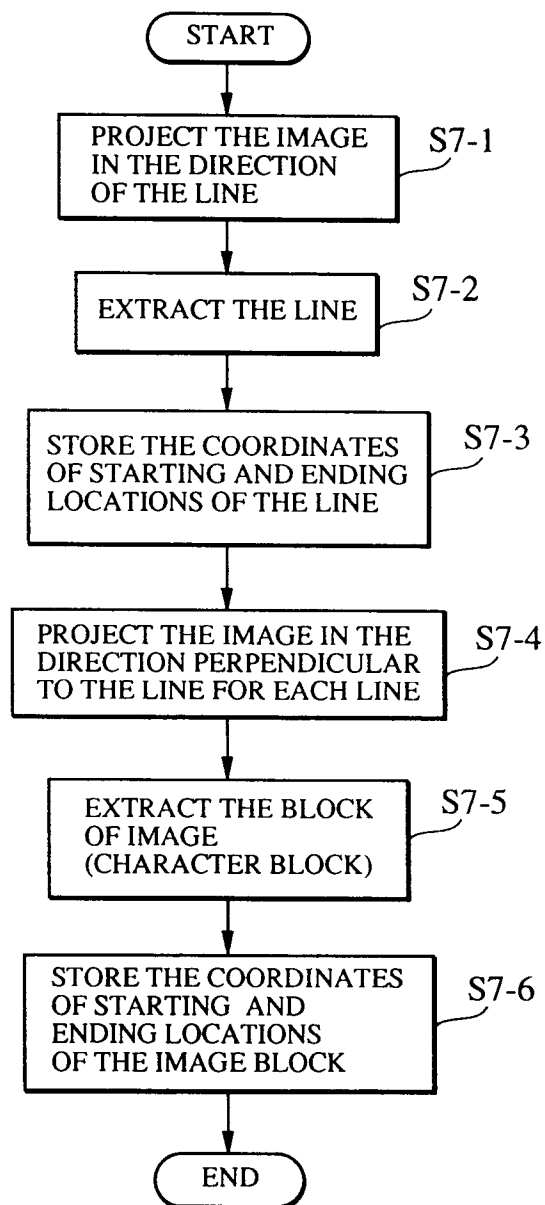 START
PROJECT THE IMAGE
IN THE DIRECTION
OF THE LINE
S7-1
EXTRACT THE LINE
S7-2
STORE THE COORDINATES
OF STARTING AND ENDING
LOCATIONS OF THE LINE
S7-3
PROJECT THE IMAGE IN THE
DIRECTION PERPENDICULAR
TO THE LINE FOR EACH LINE
S7-4
EXTRACT THE BLOCK
OF IMAGE
(CHARACTER BLOCK)
S7-5
STORE THE COORDINATES
OF STARTING AND
ENDING LOCATIONS
OF THE IMAGE BLOCK
S7-6
END